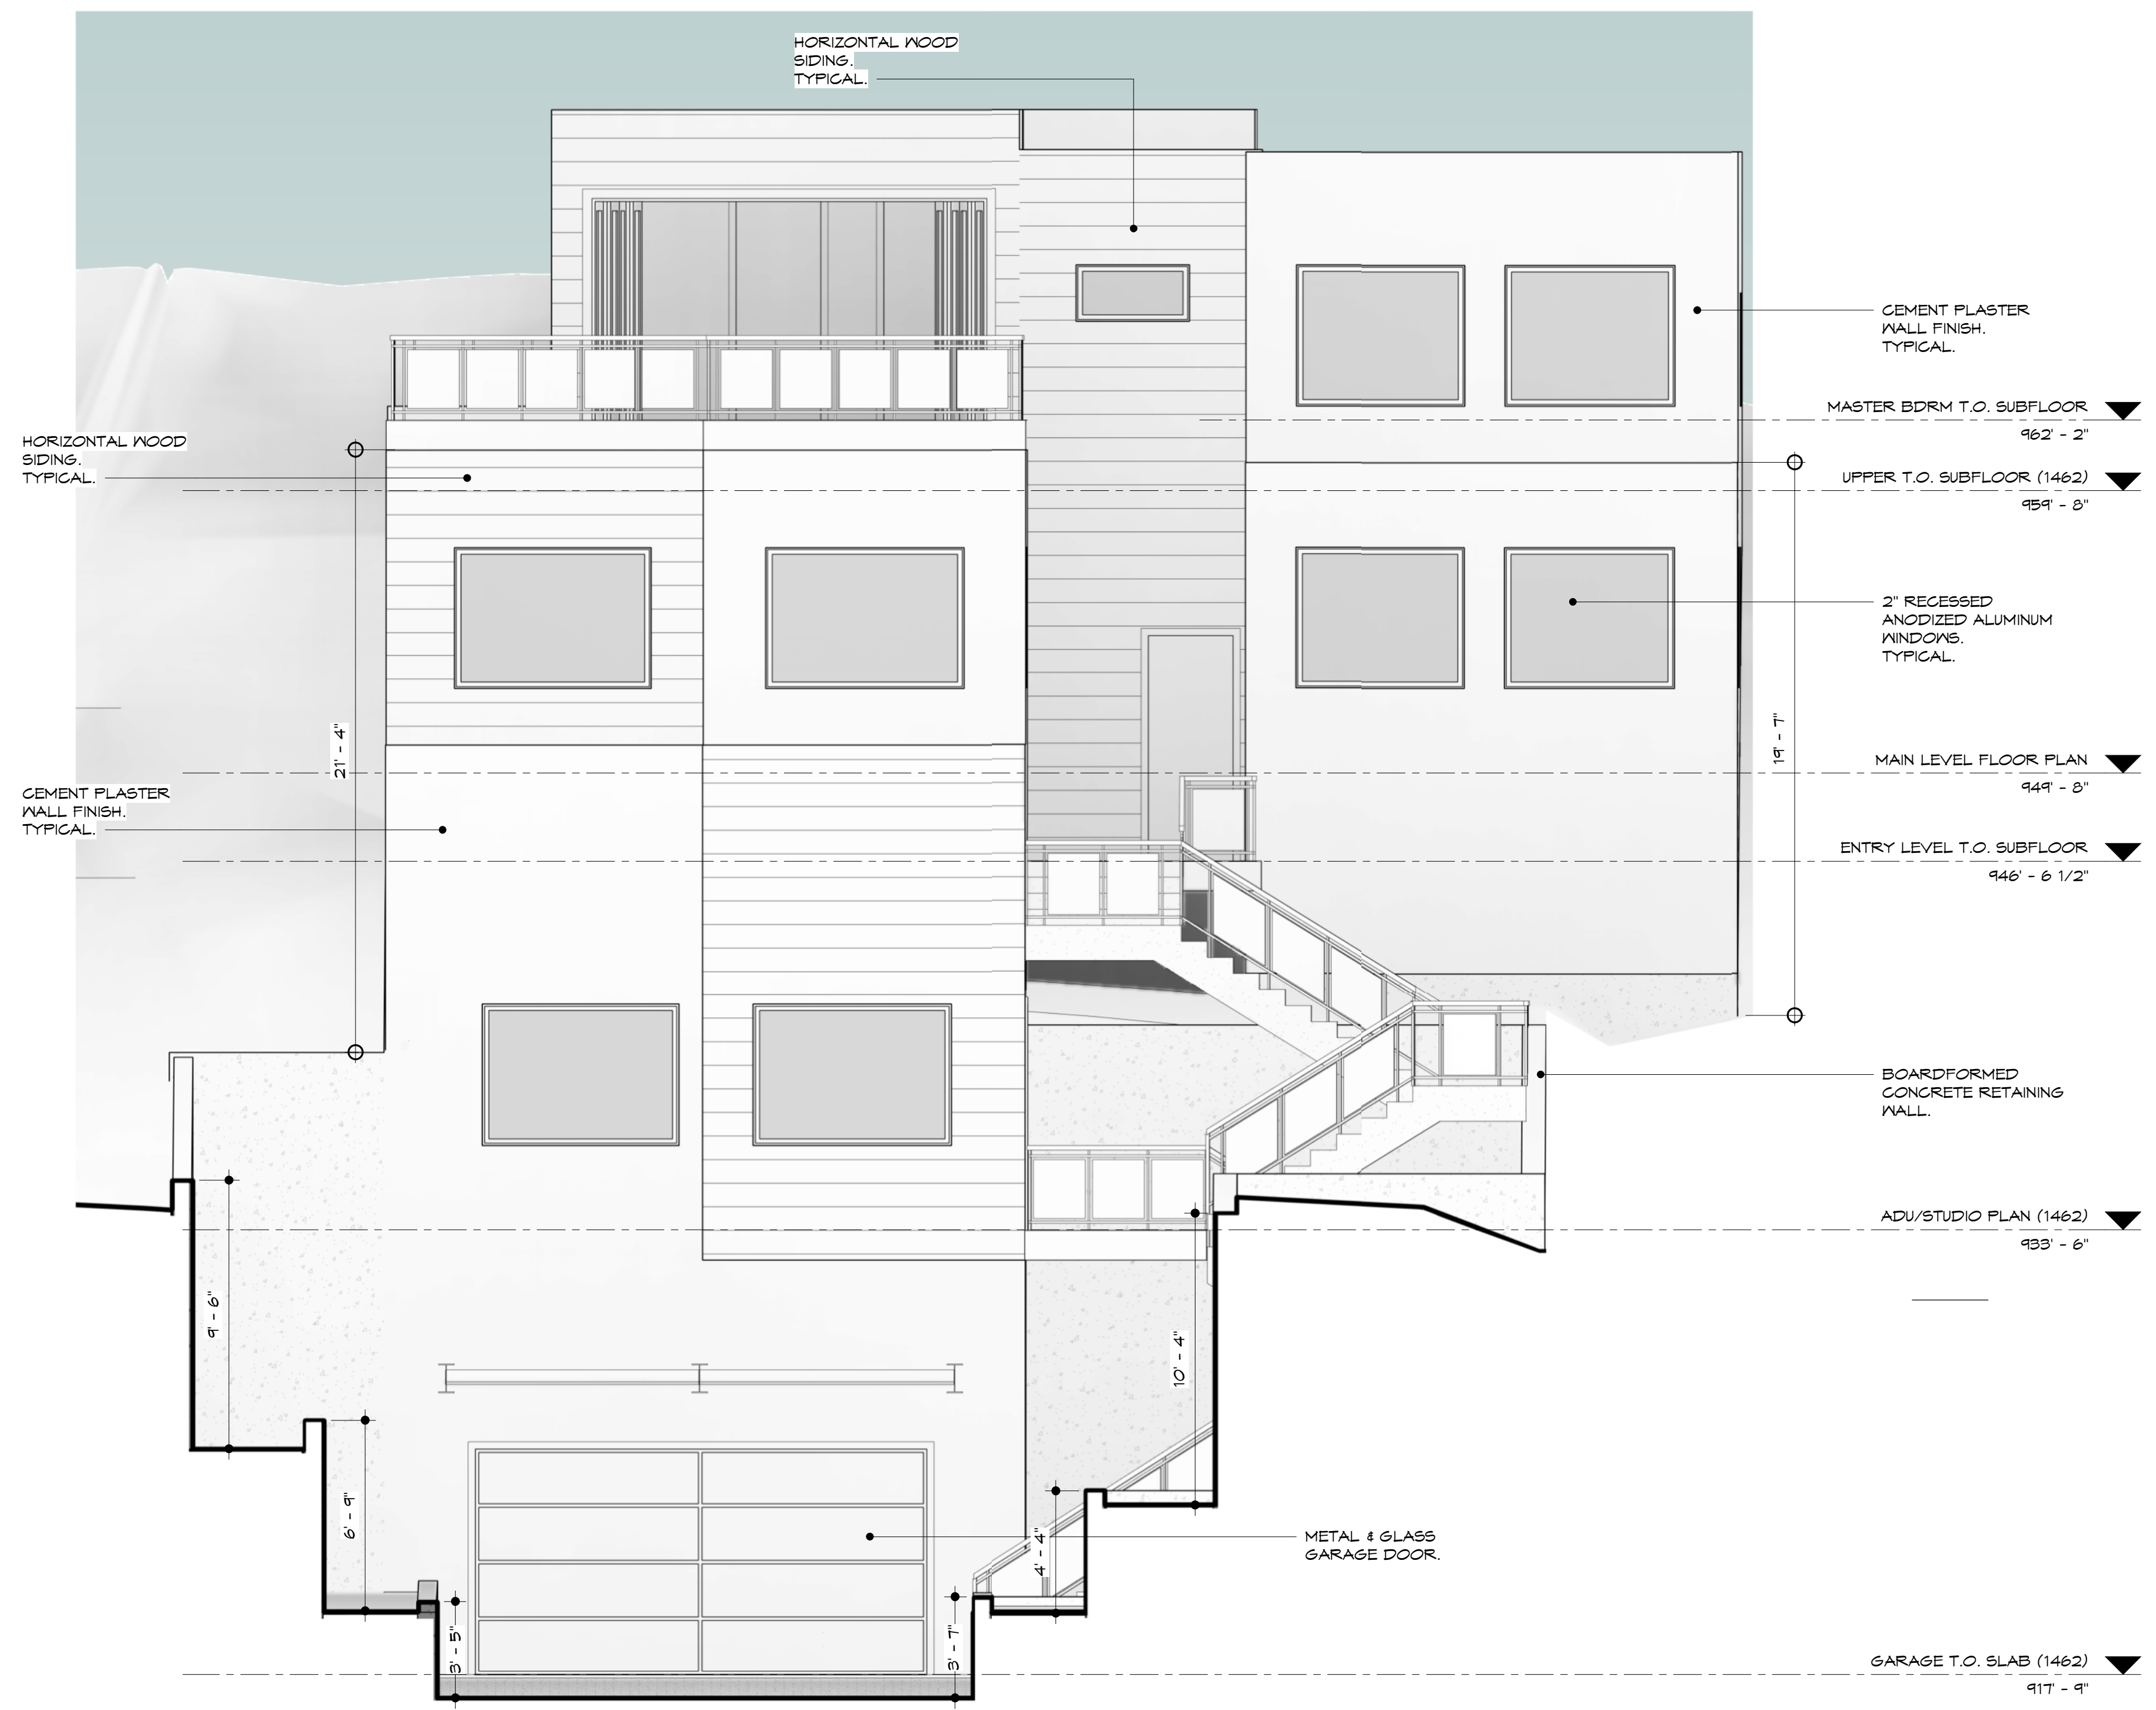 HORIZONTAL WOOD
SIDING.
TYPICAL.
CEMENT PLASTER
WALL FINISH.
TYPICAL.
MASTER BDRM T.O. SUBFLOOR
962' - 2"
HORIZONTAL WOOD
SIDING.
TYPICAL.
UPPER T.O. SUBFLOOR (1462)
959' - 8"
2" RECESSED
ANODIZED ALUMINUM
WINDOWS.
TYPICAL.
21' - 4"
19' - 7"
MAIN LEVEL FLOOR PLAN
949' - 8"
CEMENT PLASTER
WALL FINISH.
TYPICAL.
ENTRY LEVEL T.O. SUBFLOOR
946' - 6 1/2"
BOARDFORMED
CONCRETE RETAINING
WALL.
ADU/STUDIO PLAN (1462)
933' - 6"
9' - 6"
10' - 4"
6' - 9"
4' - 4"
METAL & GLASS
GARAGE DOOR.
3' - 5"
3' - 7"
GARAGE T.O. SLAB (1462)
917' - 9"